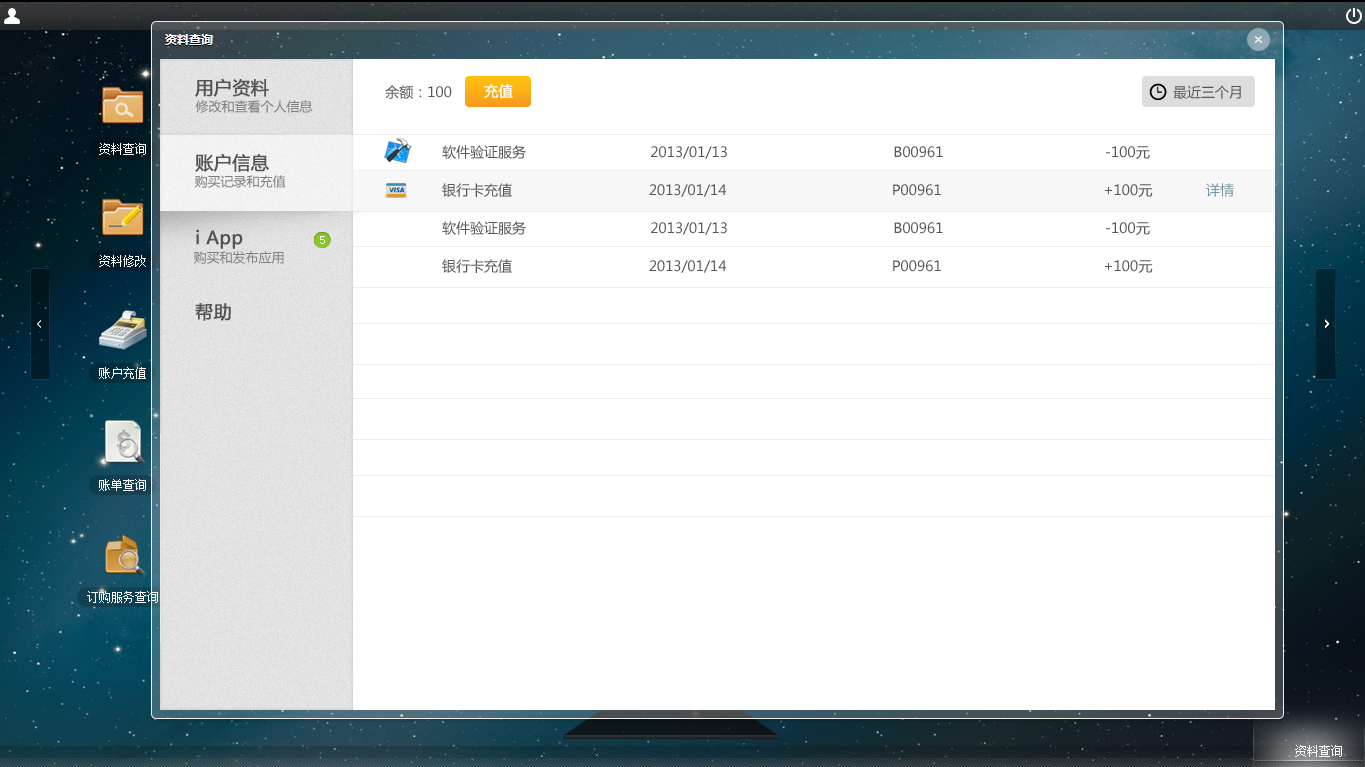 资料查询
用户资料
修改和查看个人信息
账户信息
购买记录和充值
i App
5
购买和发布应用
帮助
余额：100
充值
最近三个月
软件验证服务 2013/01/13 B00961 -100元
VISA 银行卡充值 2013/01/14 P00961 +100元 详情
软件验证服务 2013/01/13 B00961 -100元
银行卡充值 2013/01/14 P00961 +100元
资料查询
资料修改
账户充值
账单查询
订购服务查询
资料查询